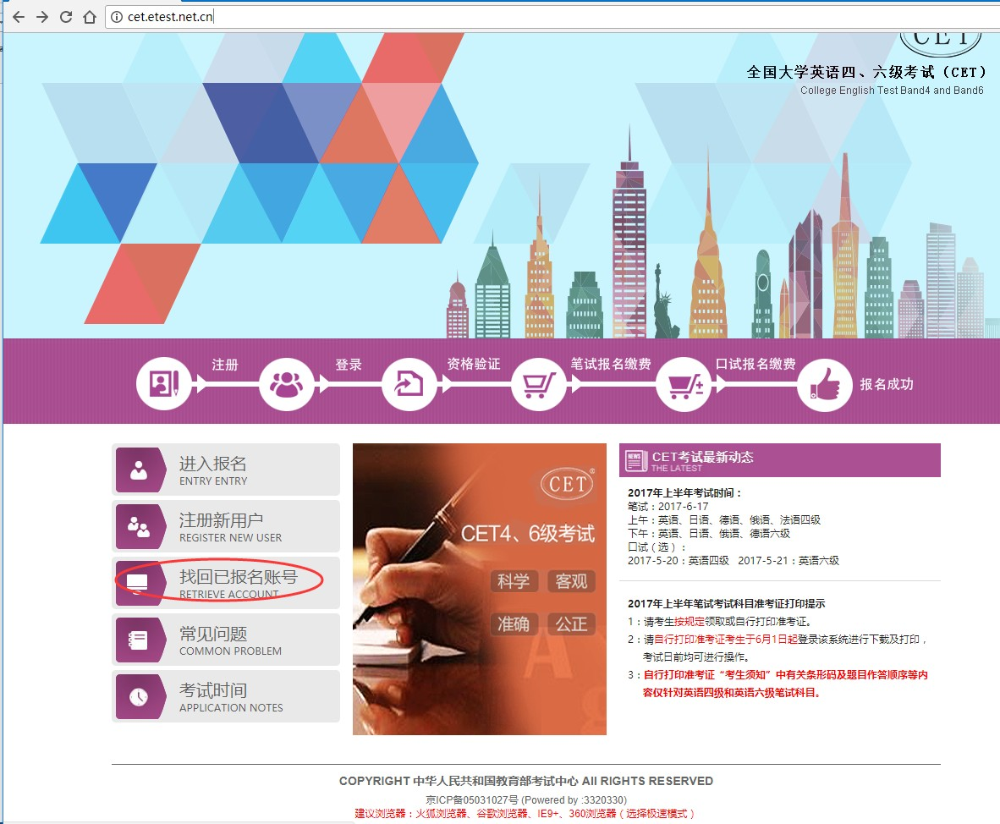 cet.etest.net.cn
CET
全国大学英语四、六级考试（CET）
College English Test Band4 and Band6
注册
登录
资格验证
笔试报名缴费
口试报名缴费
报名成功
进入报名
ENTRY ENTRY
注册新用户
REGISTER NEW USER
找回已报名账号
RETRIEVE ACCOUNT
常见问题
COMMON PROBLEM
考试时间
APPLICATION NOTES
CET®
CET4、6级考试
科学 客观
准确 公正
A
NEWS
CET考试最新动态
THE LATEST
2017年上半年考试时间：
笔试：2017-6-17
上午：英语、日语、德语、俄语、法语四级
下午：英语、日语、俄语、德语六级
口试（选）：
2017-5-20：英语四级 2017-5-21：英语六级
2017年上半年笔试考试科目准考证打印提示
1：请考生按规定领取或自行打印准考证。
2：请自行打印准考证考生于6月1日起登录该系统进行下载及打印，
考试日前均可进行操作。
3：自行打印准考证“考生须知”中有关条形码及题目作答顺序等内
容仅针对英语四级和英语六级笔试科目。
COPYRIGHT 中华人民共和国教育部考试中心 All RIGHTS RESERVED
京ICP备05031027号 (Powered by :3320330)
建议浏览器：火狐浏览器、谷歌浏览器、IE9+、360浏览器（选择极速模式）